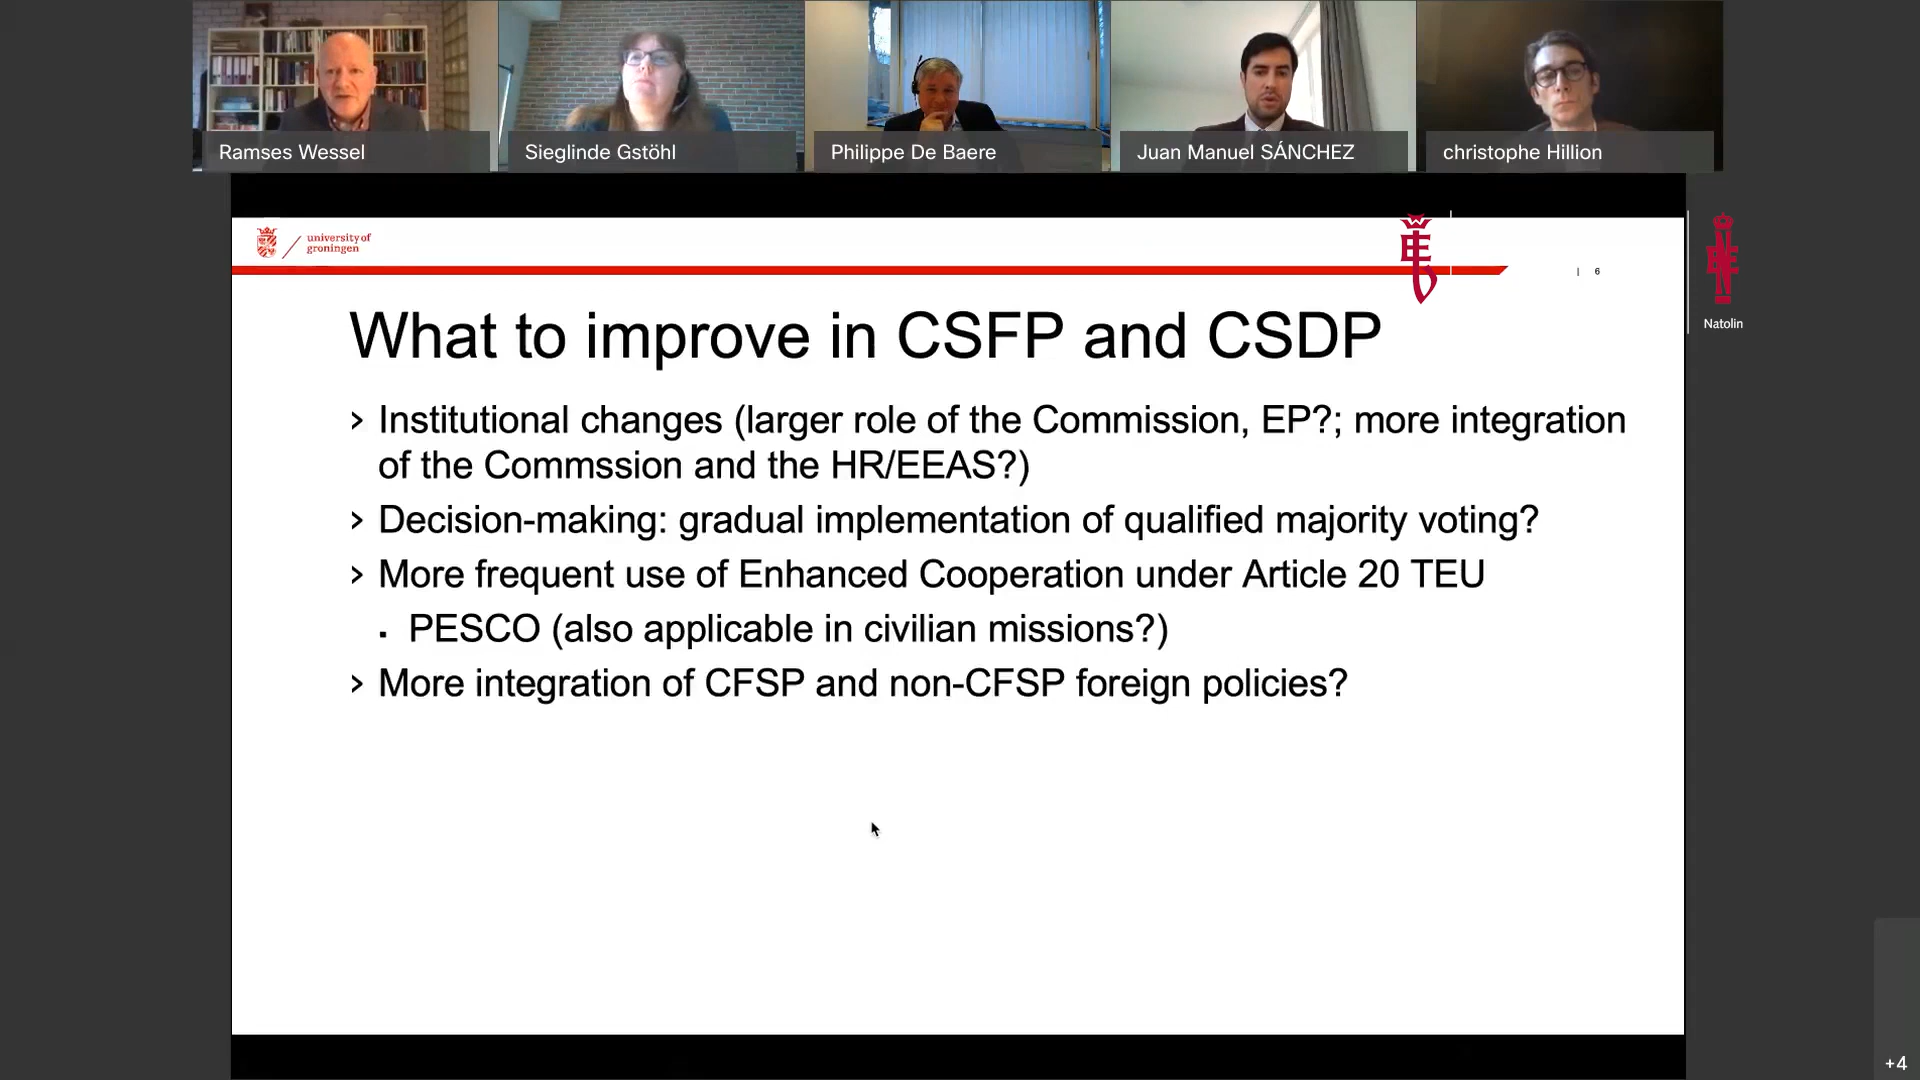 Ramses Wessel
Sieglinde Gstöhl
Philippe De Baere
Juan Manuel SÁNCHEZ
christophe Hillion
university of
groningen
| 6
Natolin
What to improve in CSFP and CSDP
› Institutional changes (larger role of the Commission, EP?; more integration
of the Commssion and the HR/EEAS?)
› Decision-making: gradual implementation of qualified majority voting?
› More frequent use of Enhanced Cooperation under Article 20 TEU
▪ PESCO (also applicable in civilian missions?)
› More integration of CFSP and non-CFSP foreign policies?
+4